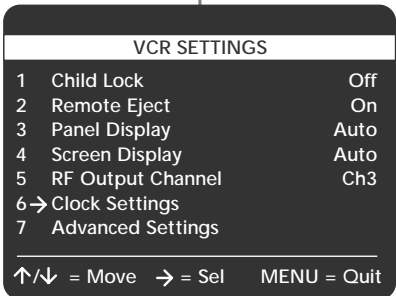 VCR SETTINGS
1 Child Lock Off
2 Remote Eject On
3 Panel Display Auto
4 Screen Display Auto
5 RF Output Channel Ch3
6→ Clock Settings
7 Advanced Settings
↑/↓ = Move → = Sel MENU = Quit